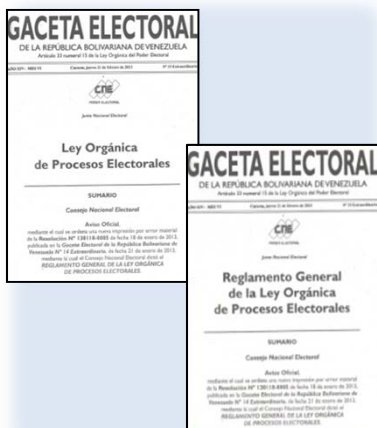 GACETA ELECTORAL
DE LA REPÚBLICA BOLIVARIANA DE VENEZUELA
Artículo 33 numeral 15 de la Ley Orgánica del Poder Electoral
cne
PODER ELECTORAL
Junta Nacional Electoral
Ley Orgánica
de Procesos Electorales
SUMARIO
Consejo Nacional Electoral
Aviso Oficial,
mediante el cual se ordena una nueva impresión por error material
de la Resolución Nº 130118-0005 de fecha 18 de enero de 2013,
publicada en la Gaceta Electoral de la República Bolivariana de
Venezuela Nº 14 Extraordinaria, de fecha 21 de enero de 2013,
mediante la cual el Consejo Nacional Electoral dictó el
REGLAMENTO GENERAL DE LA LEY ORGÁNICA
DE PROCESOS ELECTORALES
GACETA ELECTORAL
DE LA REPÚBLICA BOLIVARIANA DE VENEZUELA
Artículo 33 numeral 15 de la Ley Orgánica del Poder Electoral
cne
Junta Nacional Electoral
Reglamento General
de la Ley Orgánica
de Procesos Electorales
SUMARIO
Consejo Nacional Electoral
Aviso Oficial,
mediante el cual se ordena una nueva impresión por error material
de la Resolución Nº 130118-0005 de fecha 18 de enero de 2013,
publicada en la Gaceta Electoral de la República Bolivariana de
Venezuela Nº 14 Extraordinaria, de fecha 21 de enero de 2013,
mediante la cual el Consejo Nacional Electoral dictó el
REGLAMENTO GENERAL DE LA LEY ORGÁNICA
DE PROCESOS ELECTORALES